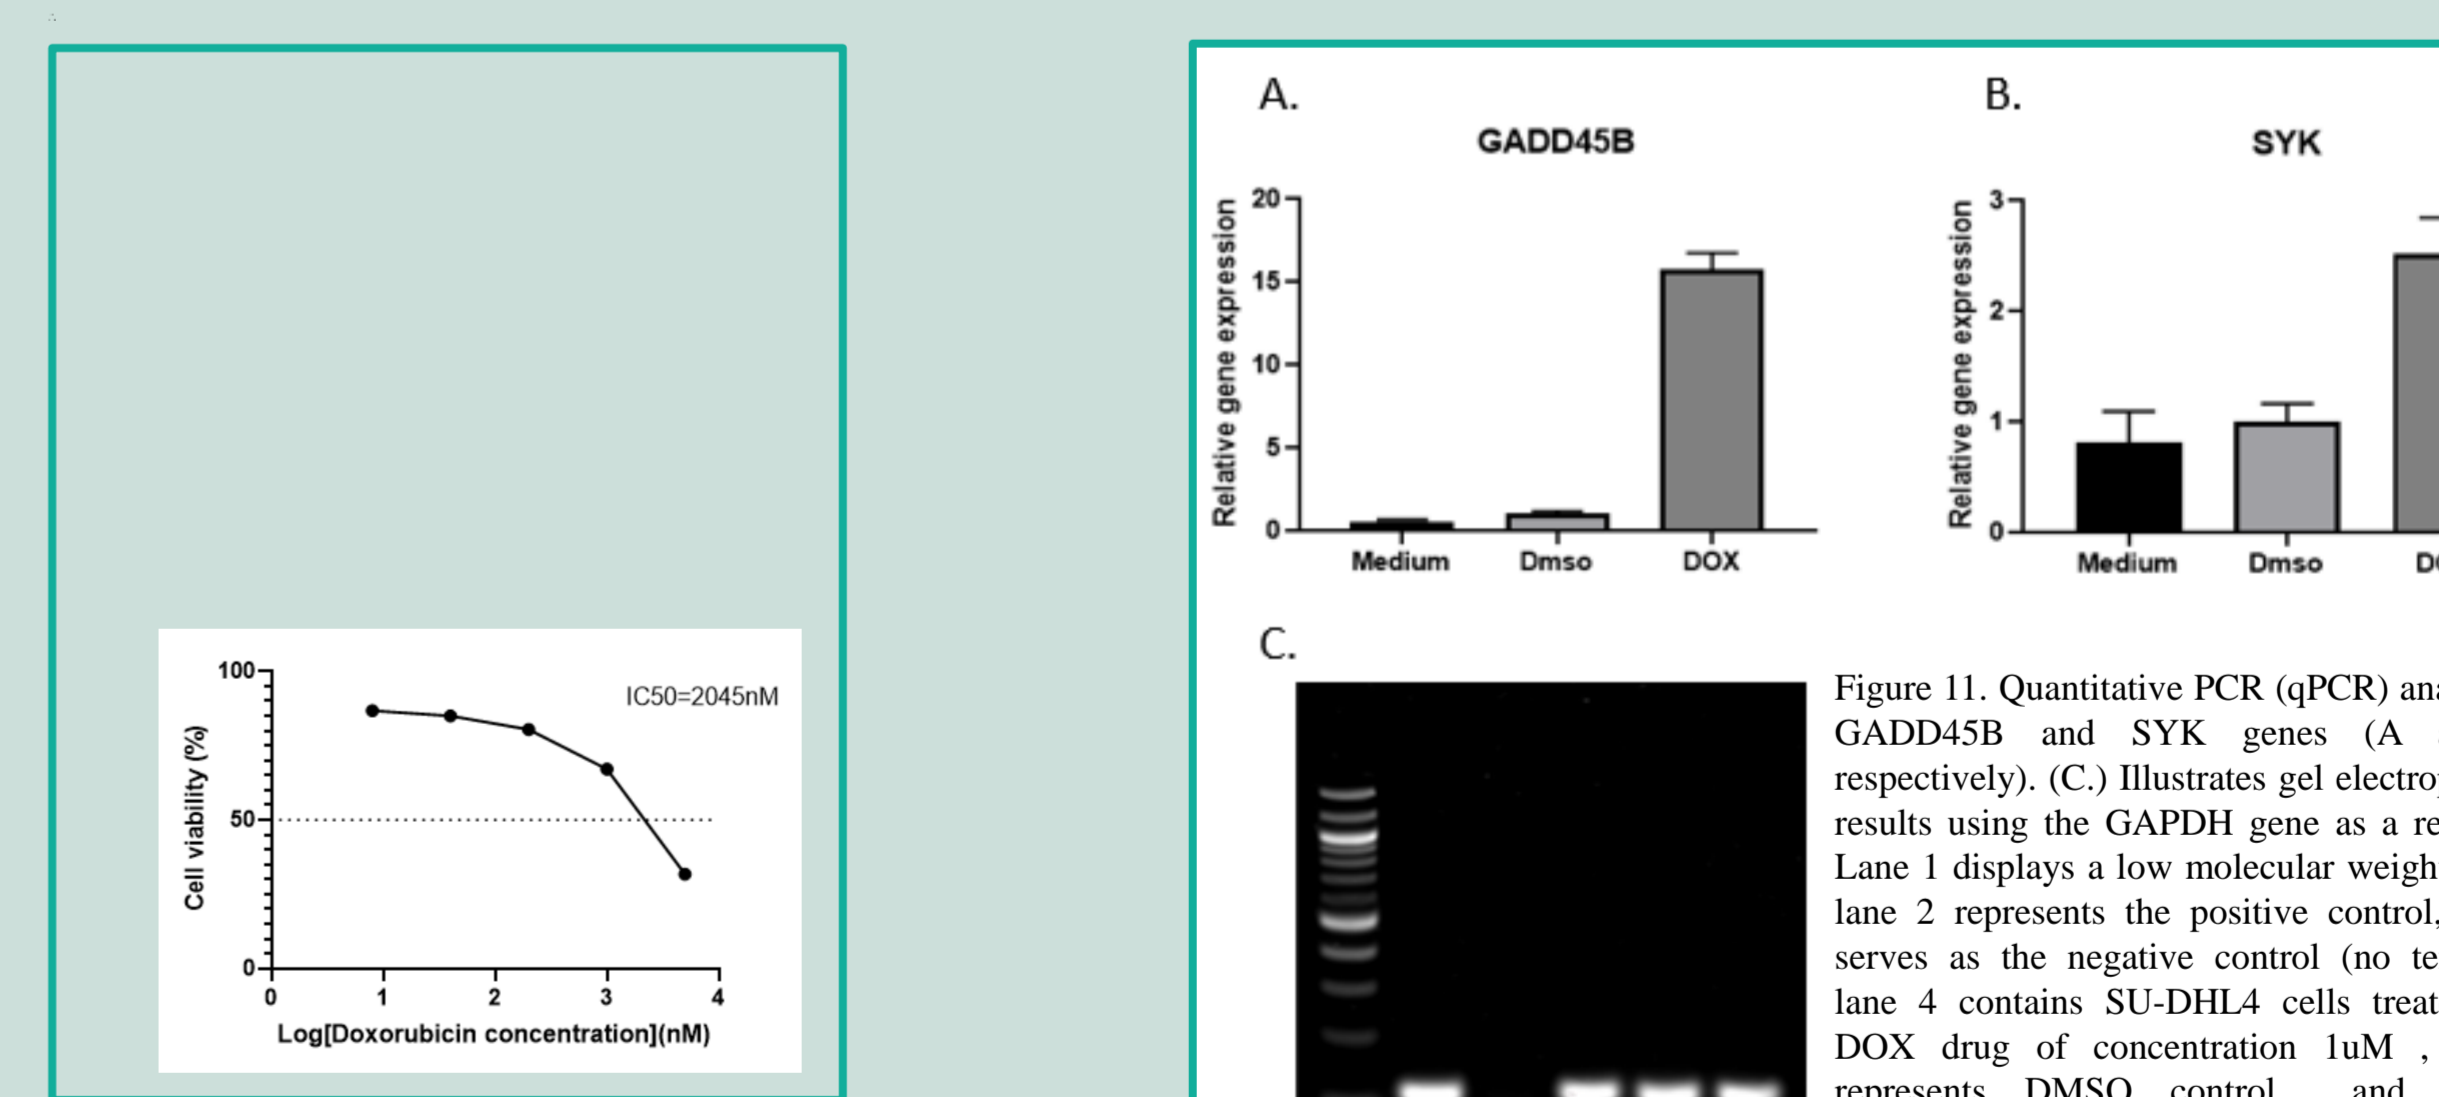 100
50
0
Cell viability (%)
IC50=2045nM
0 1 2 3 4
Log[Doxorubicin concentration](nM)
A.
GADD45B
Relative gene expression
20
15
10
5
0
Medium Dmso DOX
B.
SYK
Relative gene expression
3
2
1
0
Medium Dmso
C.
Figure 11. Quantitative PCR (qPCR)
GADD45B and SYK genes (A
respectively). (C.) Illustrates gel
results using the GAPDH gene as a
Lane 1 displays a low molecular
lane 2 represents the positive control,
serves as the negative control (no
lane 4 contains SU-DHL4 cells
DOX drug of concentration 1uM ,
represents DMSO control and